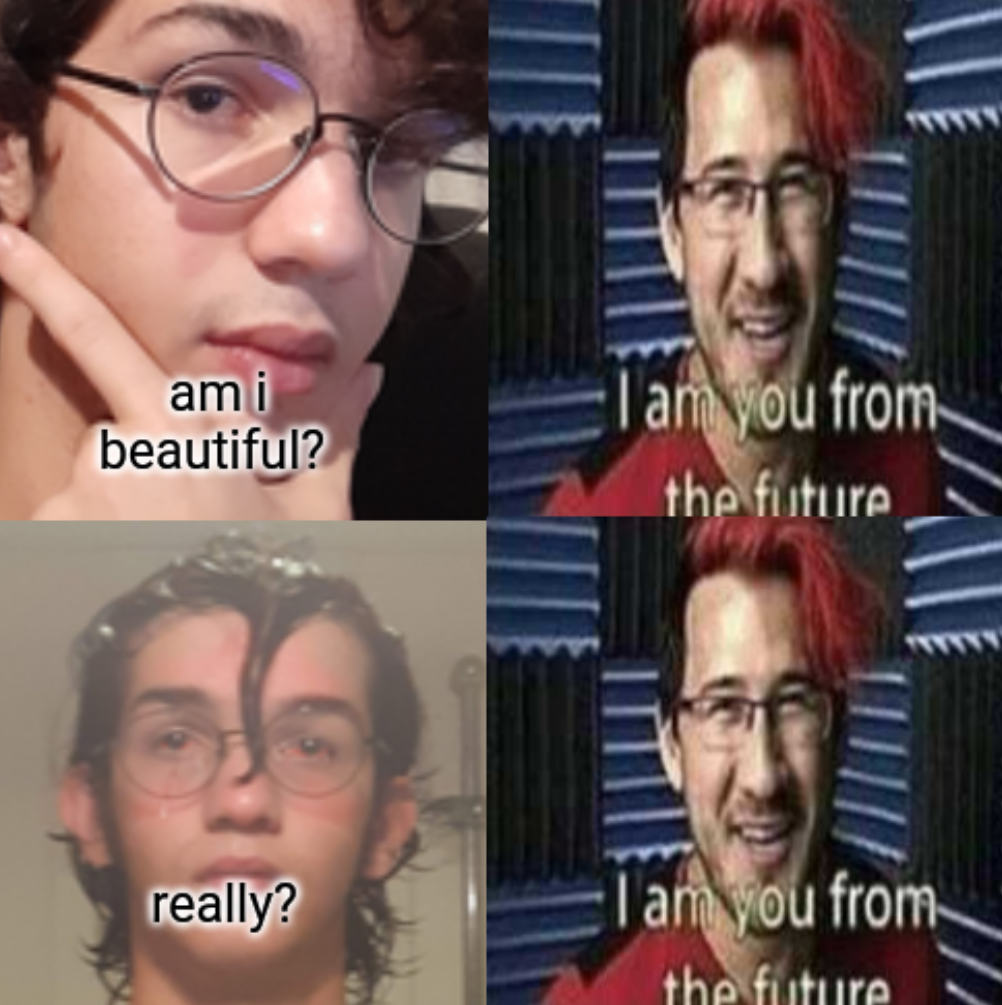 am i
beautiful?
I am you from
the future
really?
I am you from
the future